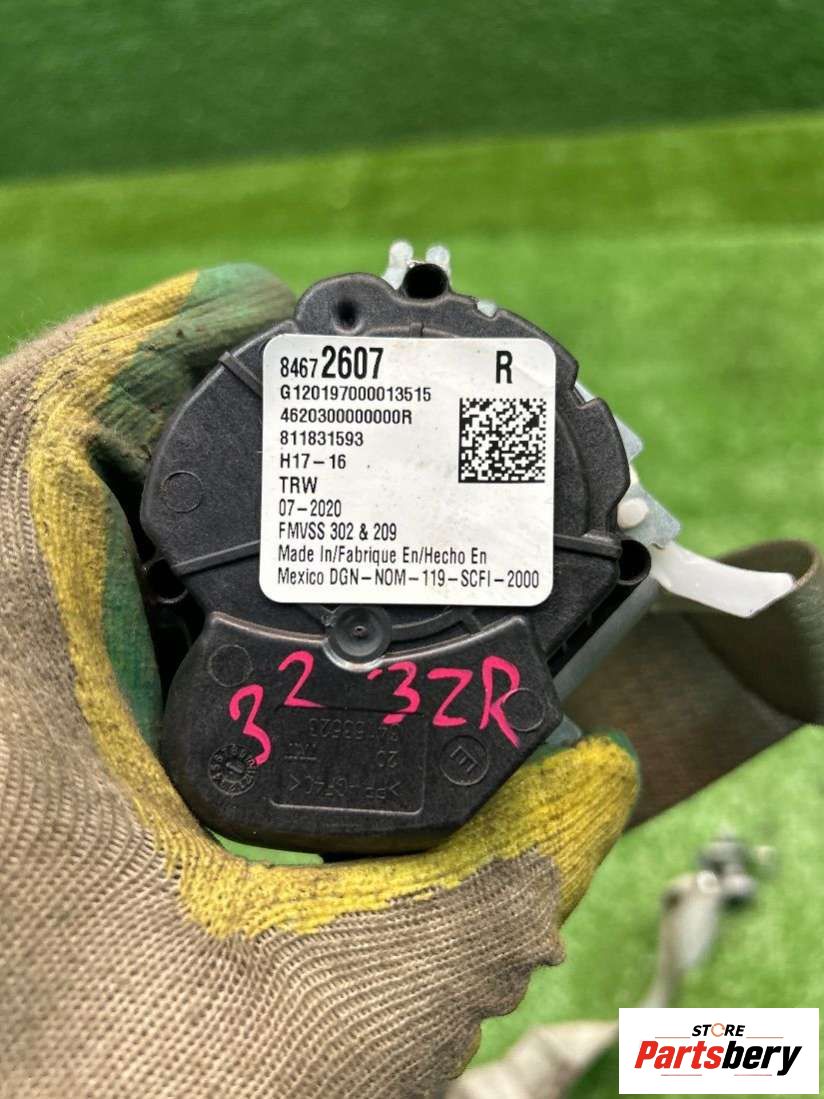 84672607 R
G120197000013515
4620300000000R
811831593
H17-16
TRW
07-2020
FMVSS 302 & 209
Made In/Fabrique En/Hecho En
Mexico DGN-NOM-119-SCFI-2000
32 32R
20
STORE
Partsbery